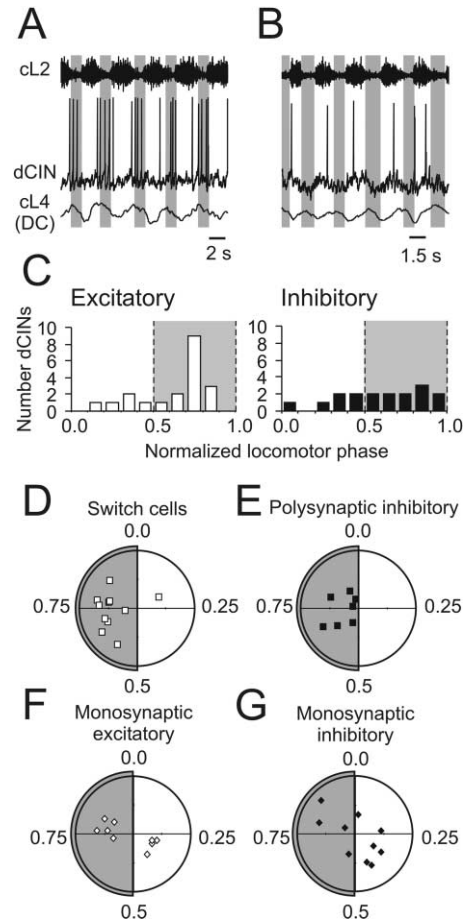 A B
cL2
dCIN
cL4
(DC)
2 s 1.5 s
C
Excitatory Inhibitory
Number dCINs
10 10
8 8
6 6
4 4
2 2
0 0
0.0 0.5 1.0 0.0 0.5 1.0
Normalized locomotor phase
D Switch cells
0.0
0.75 0.25
0.5
E Polysynaptic inhibitory
0.0
0.75 0.25
0.5
F Monosynaptic
excitatory
0.0
0.75 0.25
0.5
G Monosynaptic
inhibitory
0.0
0.75 0.25
0.5